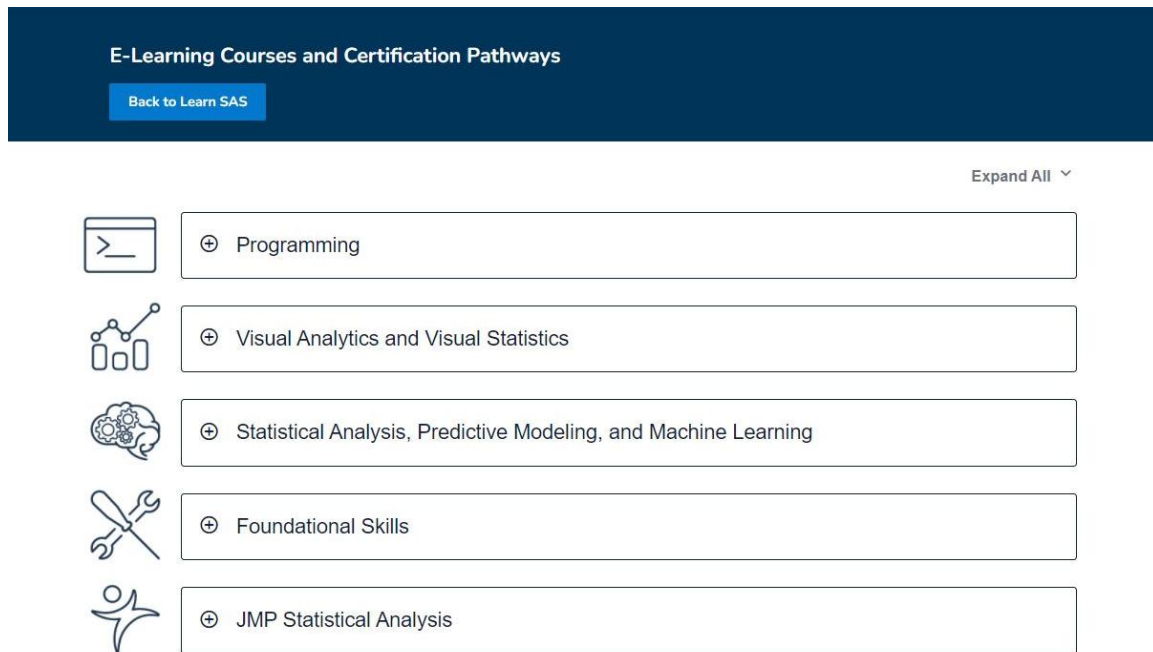 E-Learning Courses and Certification Pathways
Back to Learn SAS
Expand All
Programming
Visual Analytics and Visual Statistics
Statistical Analysis, Predictive Modeling, and Machine Learning
Foundational Skills
JMP Statistical Analysis